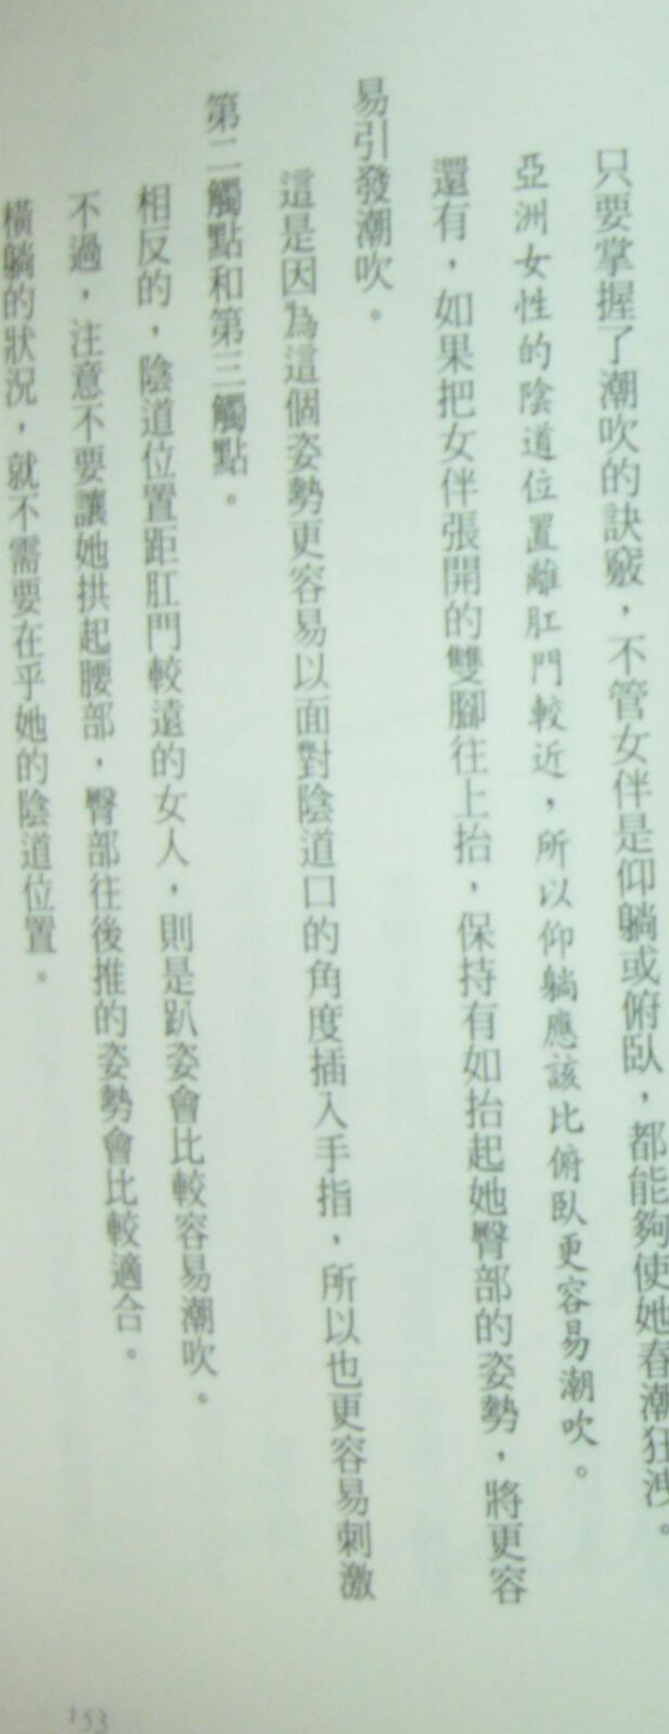 只要掌握了潮吹的訣竅，不管女伴是仰躺或俯臥，都能夠使她春潮狂洩。
亞洲女性的陰道位置離肛門較近，所以仰躺應該比俯臥更容易潮吹。
還有，如果把女伴張開的雙腳往上抬，保持有如抬起她臀部的姿勢，將更容
易引發潮吹。
這是因為這個姿勢更容易以面對陰道口的角度插入手指，所以也更容易刺激
第二觸點和第三觸點。
相反的，陰道位置距肛門較遠的女人，則是趴姿會比較容易潮吹。
不過，注意不要讓她拱起腰部，臀部往後推的姿勢會比較適合。
橫躺的狀況，就不需要在乎她的陰道位置。
153